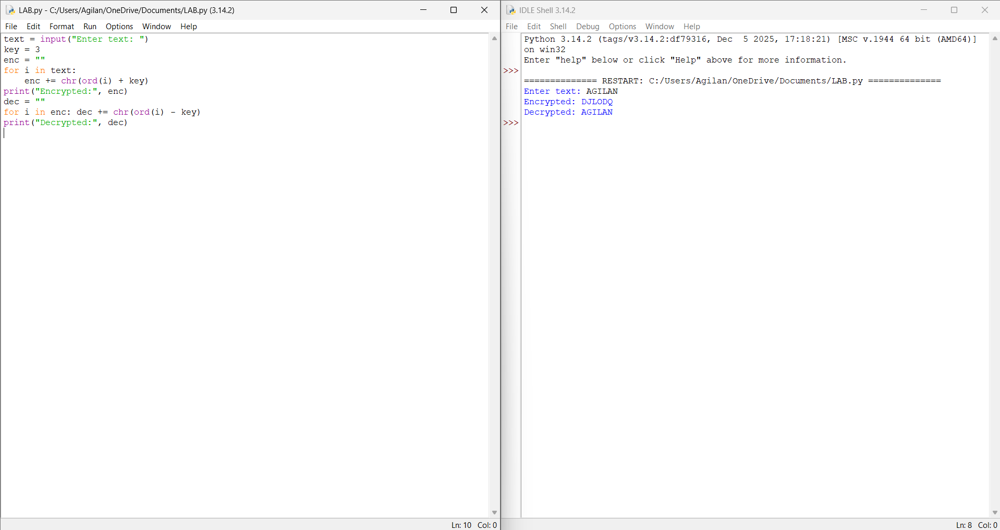 LAB.py - C:/Users/Agilan/OneDrive/Documents/LAB.py (3.14.2)
File Edit Format Run Options Window Help
text = input("Enter text: ")
key = 3
enc = ""
for i in text:
    enc += chr(ord(i) + key)
print("Encrypted:", enc)
dec = ""
for i in enc: dec += chr(ord(i) - key)
print("Decrypted:", dec)
Ln: 10 Col: 0
IDLE Shell 3.14.2
File Edit Shell Debug Options Window Help
Python 3.14.2 (tags/v3.14.2:df79316, Dec  5 2025, 17:18:21) [MSC v.1944 64 bit (AMD64)]
on win32
Enter "help" below or click "Help" above for more information.
>>>
============== RESTART: C:/Users/Agilan/OneDrive/Documents/LAB.py ==============
Enter text: AGILAN
Encrypted: DJLODQ
Decrypted: AGILAN
>>>
Ln: 8 Col: 0